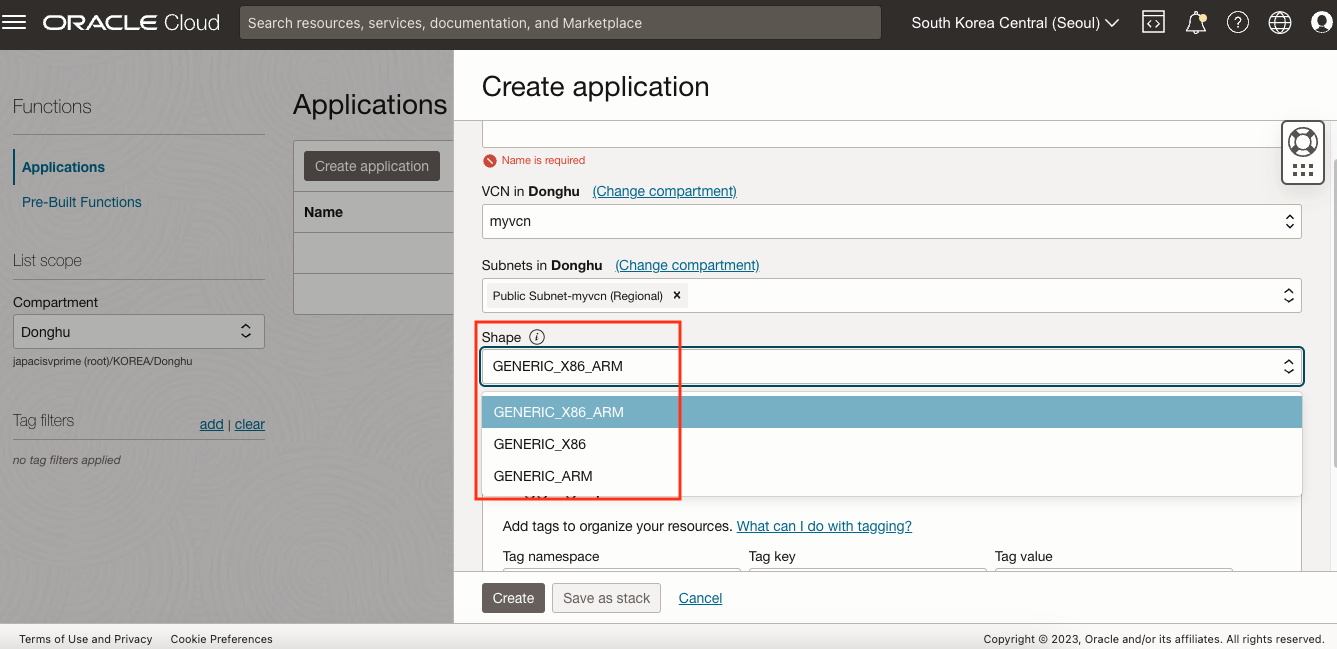 ORACLE Cloud
Search resources, services, documentation, and Marketplace
South Korea Central (Seoul)
Functions
Applications
Pre-Built Functions
List scope
Compartment
Donghu
japacisvprime (root)/KOREA/Donghu
Tag filters
add | clear
no tag filters applied
Applications
Create application
Name
Create application
Name is required
VCN in Donghu (Change compartment)
myvcn
Subnets in Donghu (Change compartment)
Public Subnet-myvcn (Regional) ×
Shape i
GENERIC_X86_ARM
GENERIC_X86_ARM
GENERIC_X86
GENERIC_ARM
Add tags to organize your resources. What can I do with tagging?
Tag namespace
Tag key
Tag value
Create
Save as stack
Cancel
Terms of Use and Privacy
Cookie Preferences
Copyright © 2023, Oracle and/or its affiliates. All rights reserved.